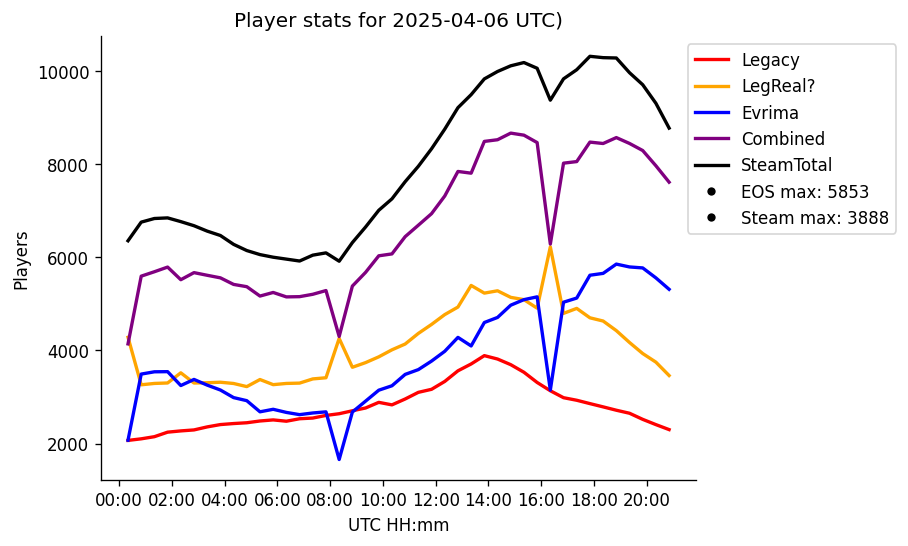 Player stats for 2025-04-06 UTC)
Legacy
LegReal?
Evrima
Combined
SteamTotal
EOS max: 5853
Steam max: 3888
Players
10000
8000
6000
4000
2000
00:00 02:00 04:00 06:00 08:00 10:00 12:00 14:00 16:00 18:00 20:00
UTC HH:mm